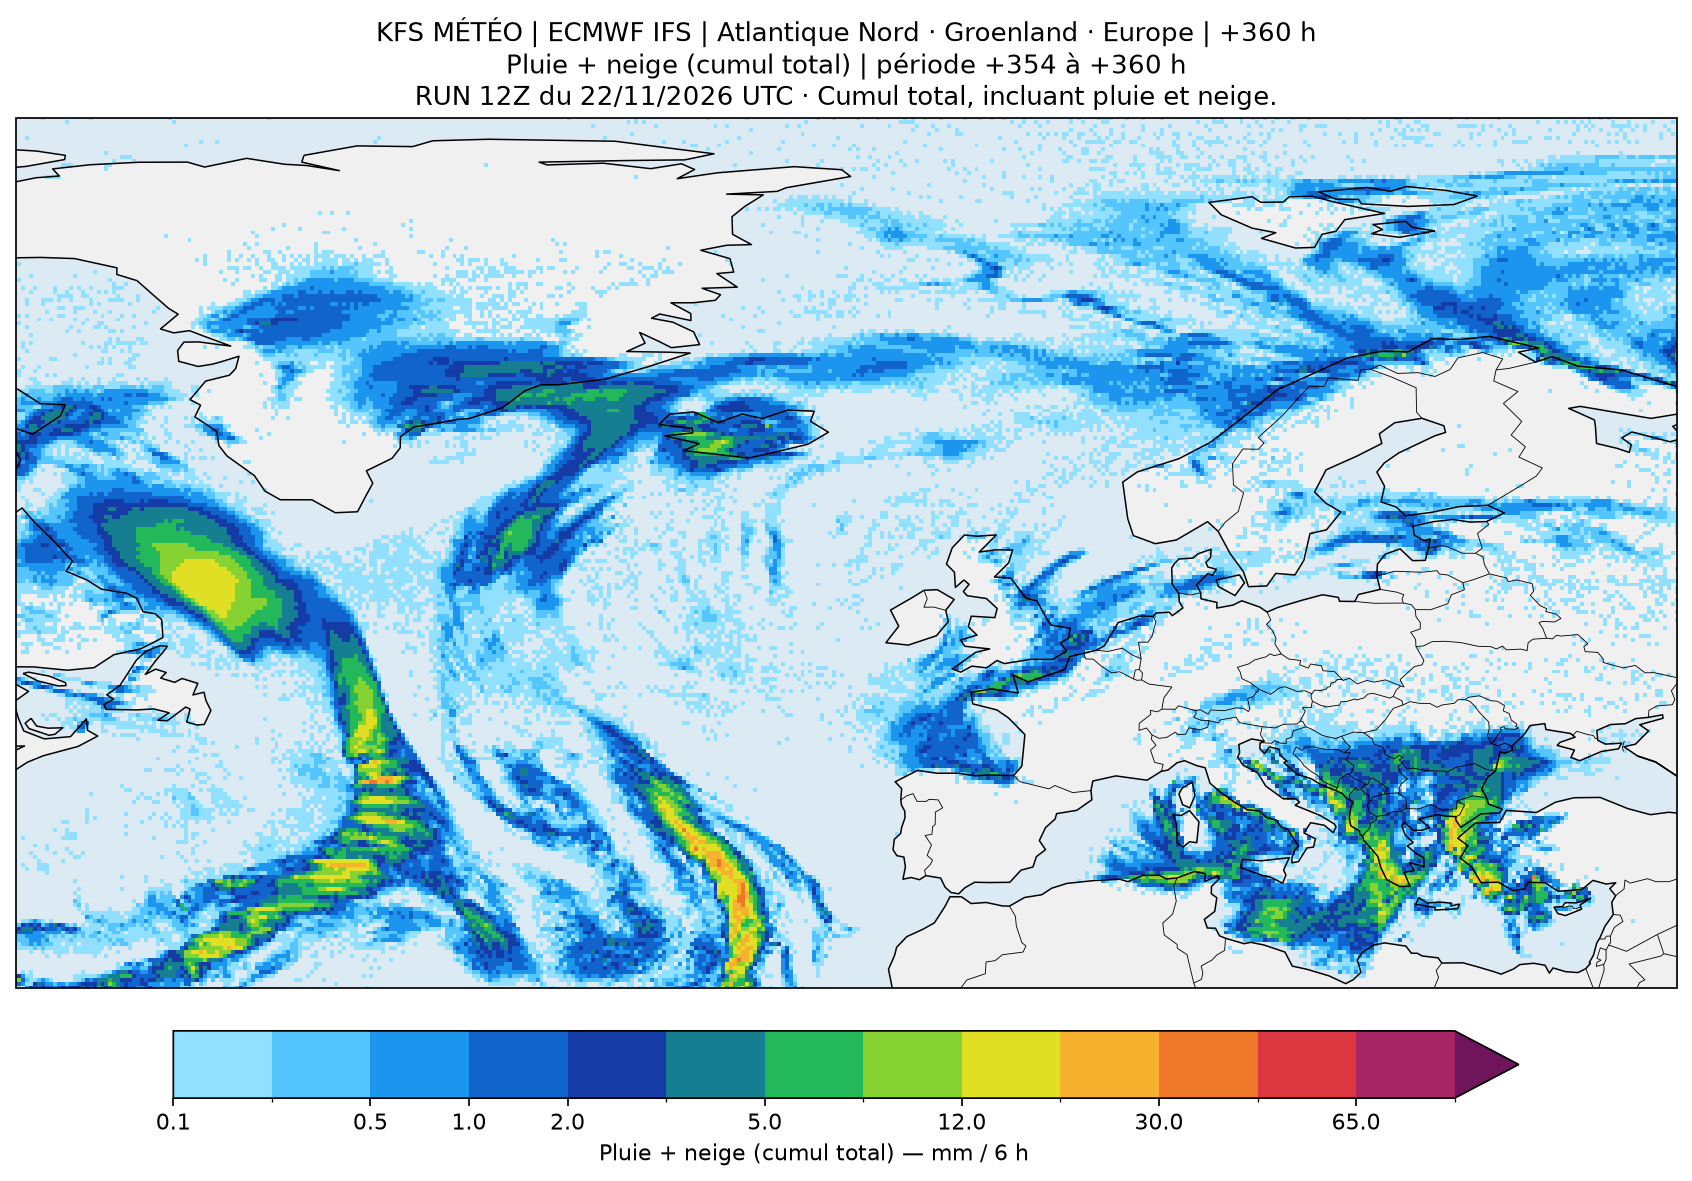 KFS MÉTÉO | ECMWF IFS | Atlantique Nord · Groenland · Europe | +360 h
Pluie + neige (cumul total) | période +354 à +360 h
RUN 12Z du 22/11/2026 UTC · Cumul total, incluant pluie et neige.
0.1 0.5 1.0 2.0 5.0 12.0 30.0 65.0
Pluie + neige (cumul total) — mm / 6 h